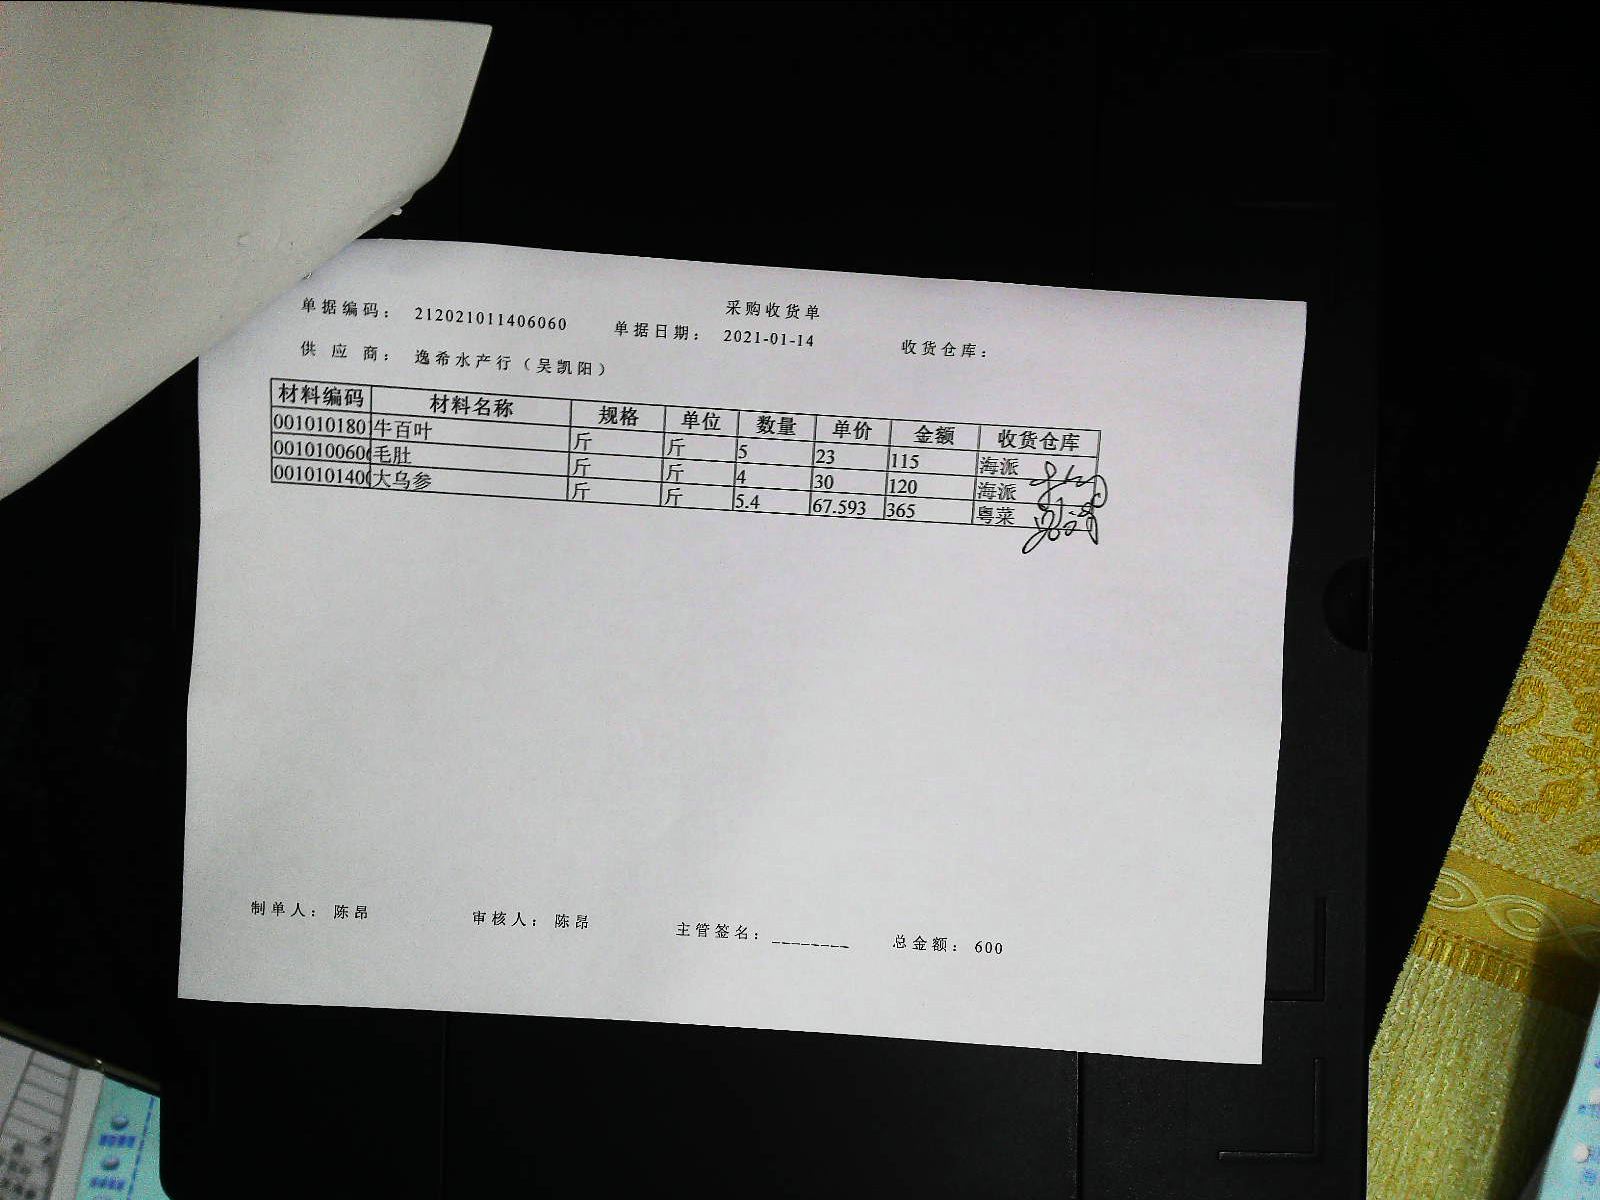 采购收货单
单据编码： 212021011406060 单据日期： 2021-01-14 收货仓库：
供 应 商： 逸希水产行（吴凯阳）
材料编码 材料名称 规格 单位 数量 单价 金额 收货仓库
001010180 牛百叶 斤 斤 5 23 115 海派
001010060 毛肚 斤 斤 4 30 120 海派
001010140 大乌参 斤 斤 5.4 67.593 365 粤菜
制单人： 陈昂 审核人： 陈昂 主管签名：________ 总金额： 600